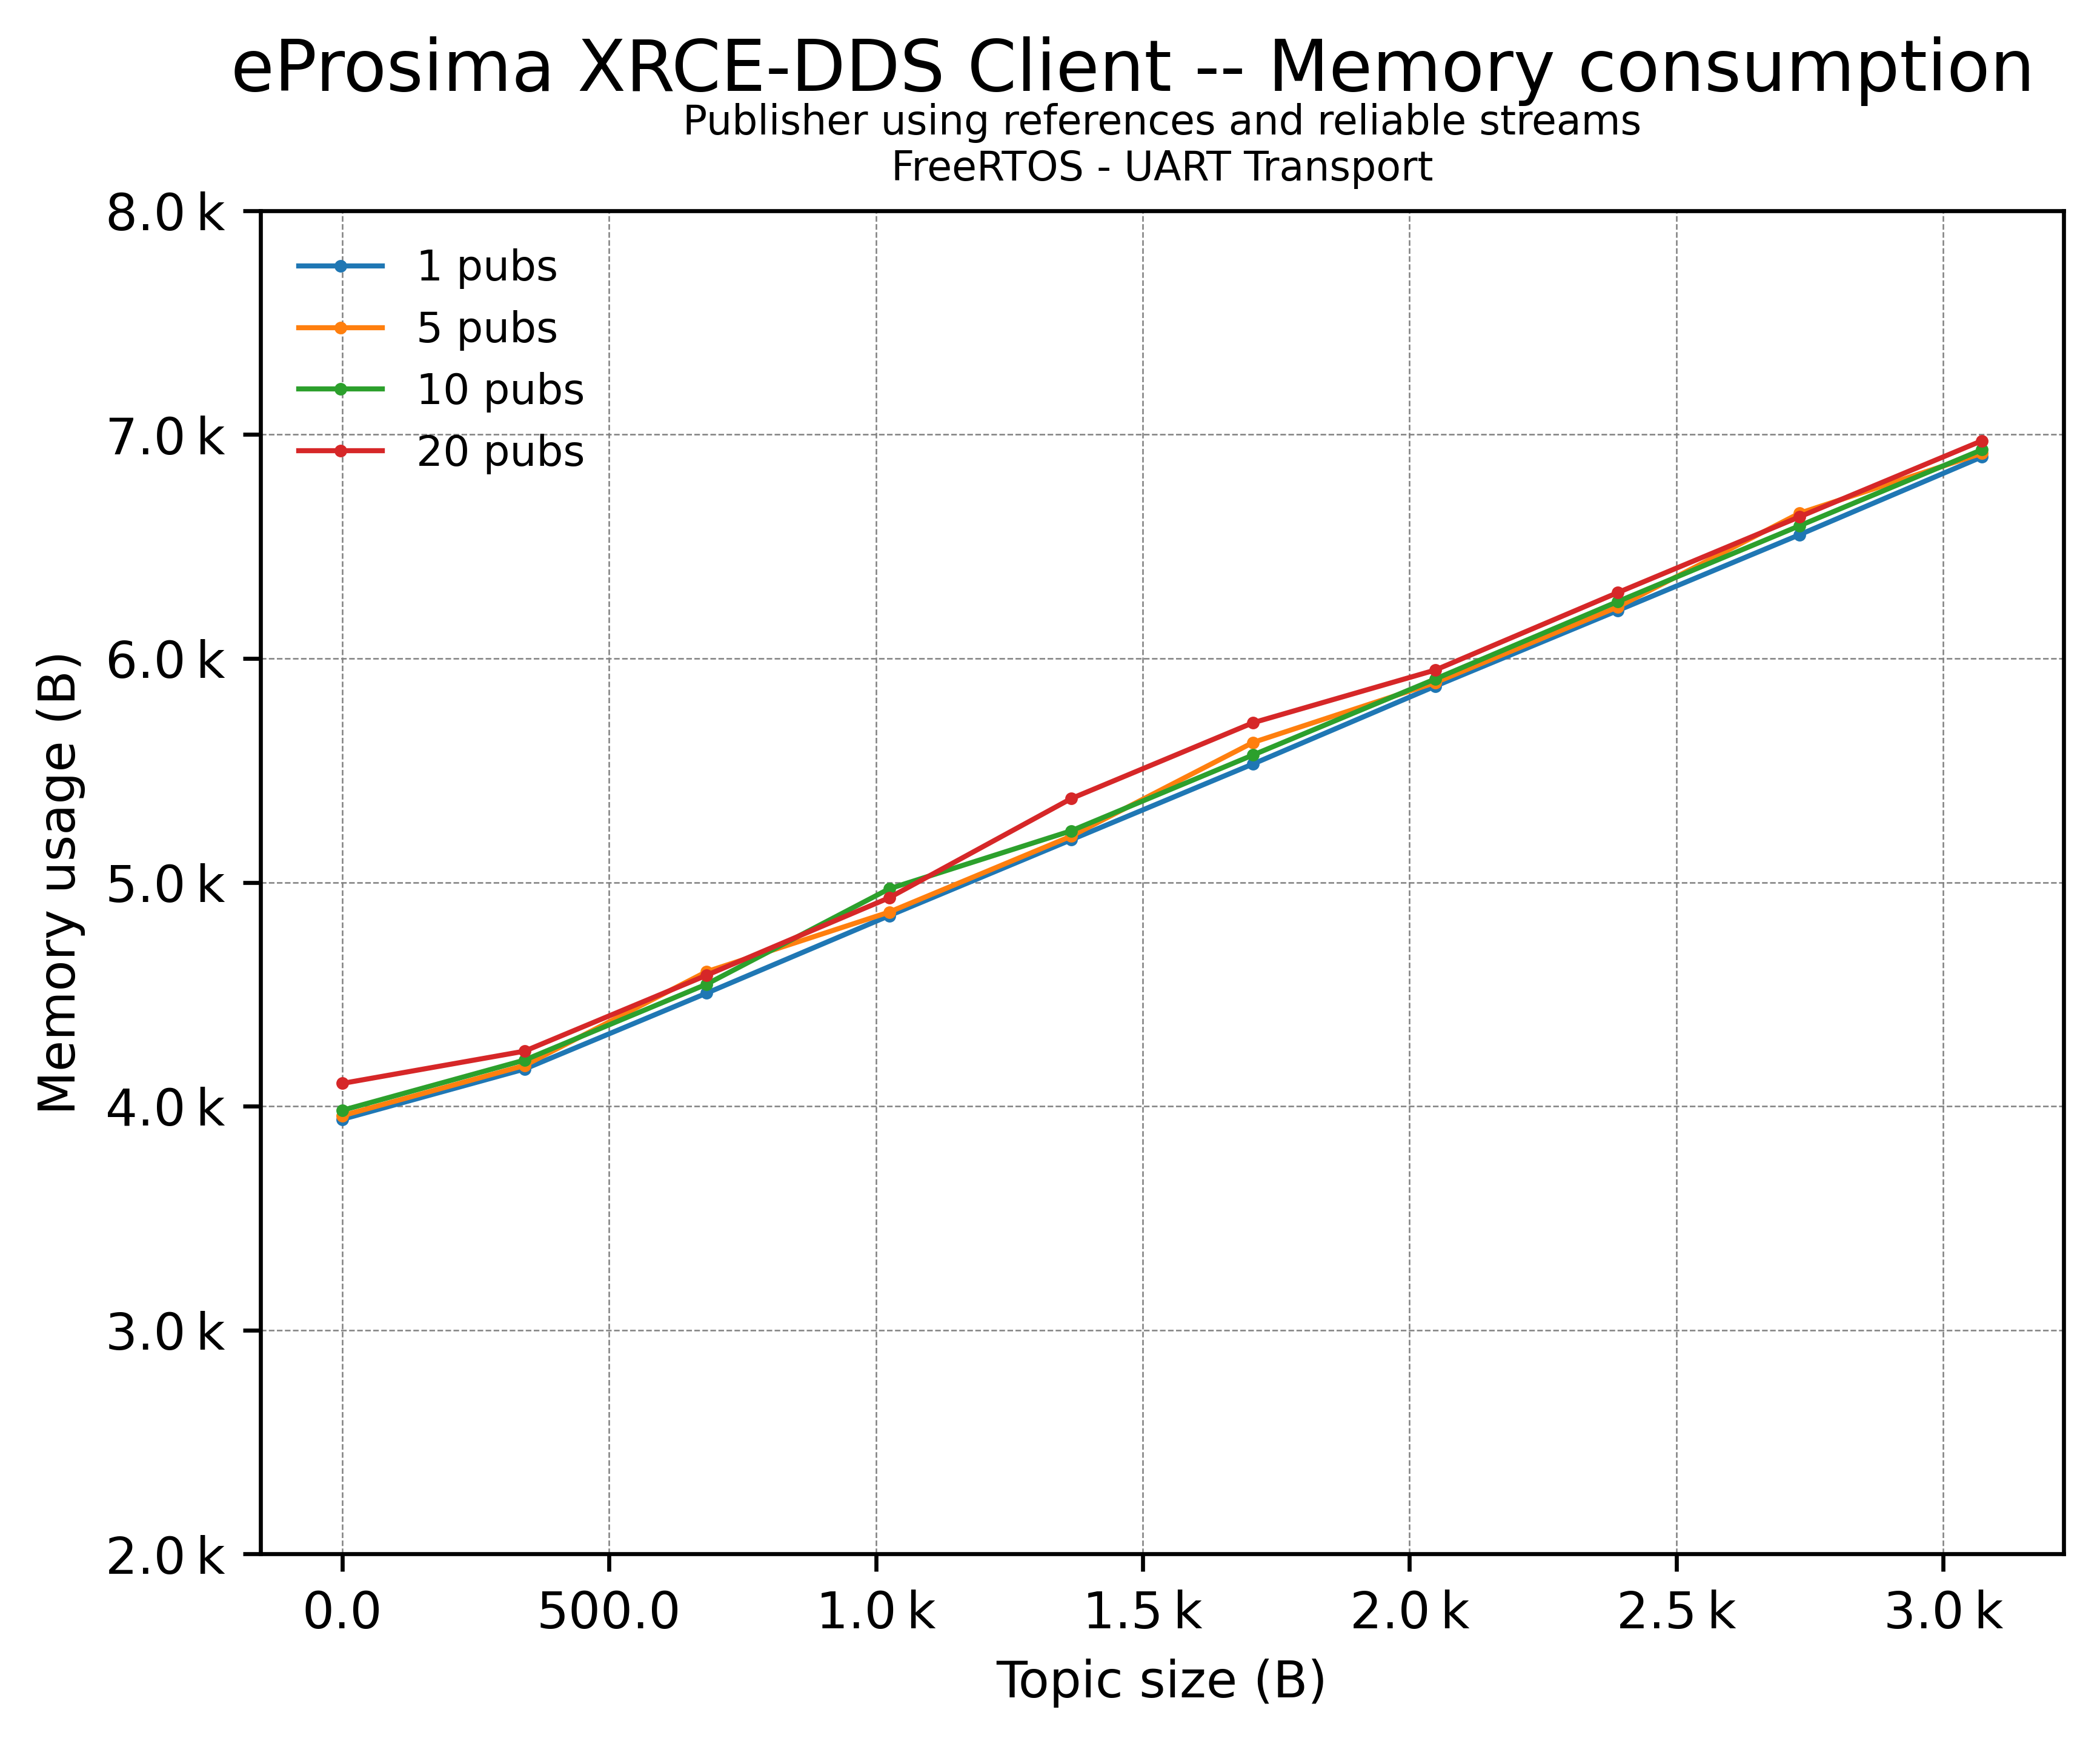 eProsima XRCE-DDS Client -- Memory consumption
Publisher using references and reliable streams
FreeRTOS - UART Transport
8.0 k
7.0 k
6.0 k
5.0 k
4.0 k
3.0 k
2.0 k
Memory usage (B)
1 pubs
5 pubs
10 pubs
20 pubs
0.0 500.0 1.0 k 1.5 k 2.0 k 2.5 k 3.0 k
Topic size (B)